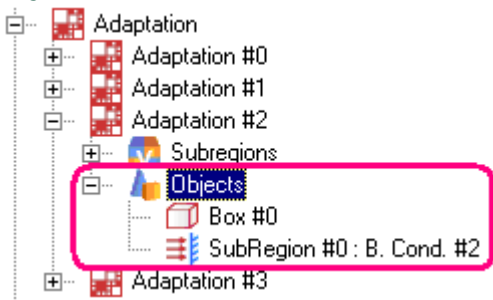 Adaptation
Adaptation #0
Adaptation #1
Adaptation #2
Subregions
Objects
Box #0
SubRegion #0 : B. Cond. #2
Adaptation #3